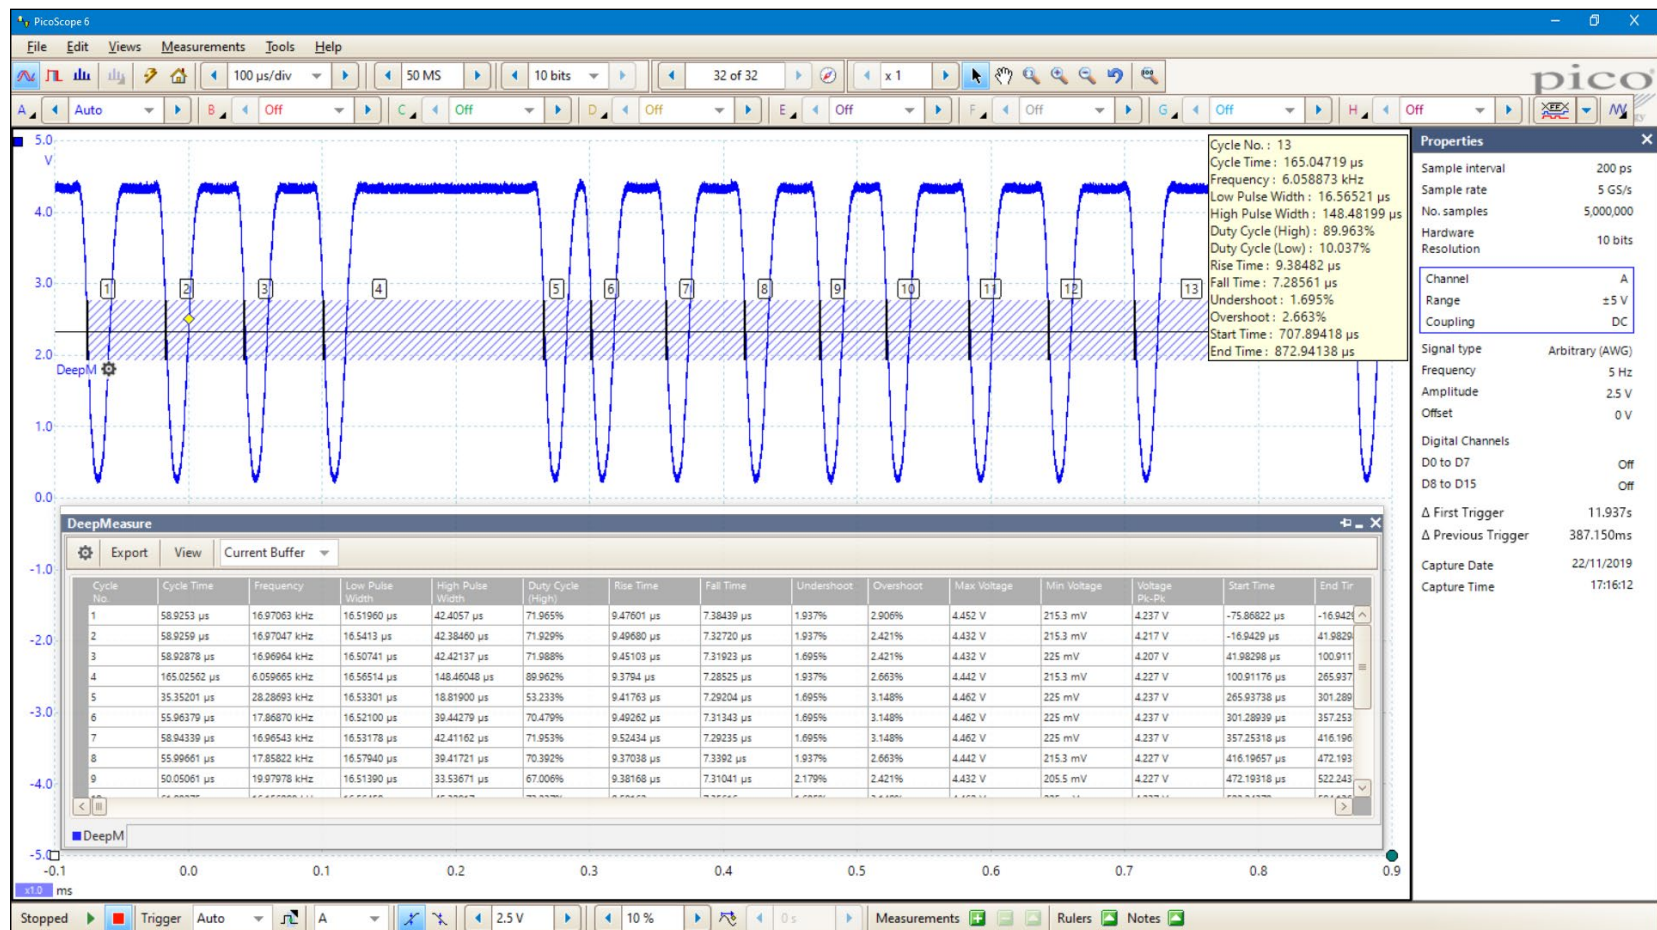 PicoScope 6
File Edit Views Measurements Tools Help
100 µs/div 50 MS 10 bits 32 of 32 x 1
pico
A Auto B Off C Off D Off E Off F Off G Off H Off
5.0
V
4.0
3.0
2.0
1.0
0.0
-1.0
-2.0
-3.0
-4.0
-5.0
1 2 3 4 5 6 7 8 9 10 11 12 13
DeepM
Cycle No. : 13
Cycle Time : 165.04719 µs
Frequency : 6.058873 kHz
Low Pulse Width : 16.56521 µs
High Pulse Width : 148.48199 µs
Duty Cycle (High) : 89.963%
Duty Cycle (Low) : 10.037%
Rise Time : 9.38482 µs
Fall Time : 7.28561 µs
Undershoot : 1.695%
Overshoot : 2.663%
Start Time : 707.89418 µs
End Time : 872.94138 µs
DeepMeasure
Export View Current Buffer
Cycle No. Cycle Time Frequency Low Pulse Width High Pulse Width Duty Cycle (High) Rise Time Fall Time Undershoot Overshoot Max Voltage Min Voltage Voltage Pk-Pk Start Time End Tir
1 58.9253 µs 16.97063 kHz 16.51960 µs 42.4057 µs 71.965% 9.47601 µs 7.38439 µs 1.937% 2.906% 4.452 V 215.3 mV 4.237 V -75.86822 µs -16.9429
2 58.9259 µs 16.97047 kHz 16.5413 µs 42.38460 µs 71.929% 9.49680 µs 7.32720 µs 1.937% 2.421% 4.432 V 215.3 mV 4.217 V -16.9429 µs 41.9829
3 58.92878 µs 16.96964 kHz 16.50741 µs 42.42137 µs 71.988% 9.45103 µs 7.31923 µs 1.695% 2.421% 4.432 V 225 mV 4.207 V 41.98298 µs 100.911
4 165.02562 µs 6.059665 kHz 16.56514 µs 148.46048 µs 89.962% 9.3794 µs 7.28525 µs 1.937% 2.663% 4.442 V 215.3 mV 4.227 V 100.91176 µs 265.937
5 35.35201 µs 28.28693 kHz 16.53301 µs 18.81900 µs 53.233% 9.41763 µs 7.29204 µs 1.695% 3.148% 4.462 V 225 mV 4.237 V 265.93738 µs 301.289
6 55.96379 µs 17.86870 kHz 16.52100 µs 39.44279 µs 70.479% 9.49262 µs 7.31343 µs 1.695% 3.148% 4.462 V 225 mV 4.237 V 301.28939 µs 357.253
7 58.94339 µs 16.96543 kHz 16.53178 µs 42.41162 µs 71.953% 9.52434 µs 7.29235 µs 1.695% 3.148% 4.462 V 225 mV 4.237 V 357.25318 µs 416.196
8 55.99661 µs 17.85822 kHz 16.57940 µs 39.41721 µs 70.392% 9.37038 µs 7.3392 µs 1.937% 2.663% 4.442 V 215.3 mV 4.227 V 416.19657 µs 472.193
9 50.05061 µs 19.97978 kHz 16.51390 µs 33.53671 µs 67.006% 9.38168 µs 7.31041 µs 2.179% 2.421% 4.432 V 205.5 mV 4.227 V 472.19318 µs 522.243
DeepM
-0.1 0.0 0.1 0.2 0.3 0.4 0.5 0.6 0.7 0.8 0.9
x1.0 ms
Properties
Sample interval 200 ps
Sample rate 5 GS/s
No. samples 5,000,000
Hardware Resolution 10 bits
Channel A
Range ±5 V
Coupling DC
Signal type Arbitrary (AWG)
Frequency 5 Hz
Amplitude 2.5 V
Offset 0 V
Digital Channels
D0 to D7 Off
D8 to D15 Off
Δ First Trigger 11.937s
Δ Previous Trigger 387.150ms
Capture Date 22/11/2019
Capture Time 17:16:12
Stopped Trigger Auto A 2.5 V 10 % 0 s Measurements Rulers Notes